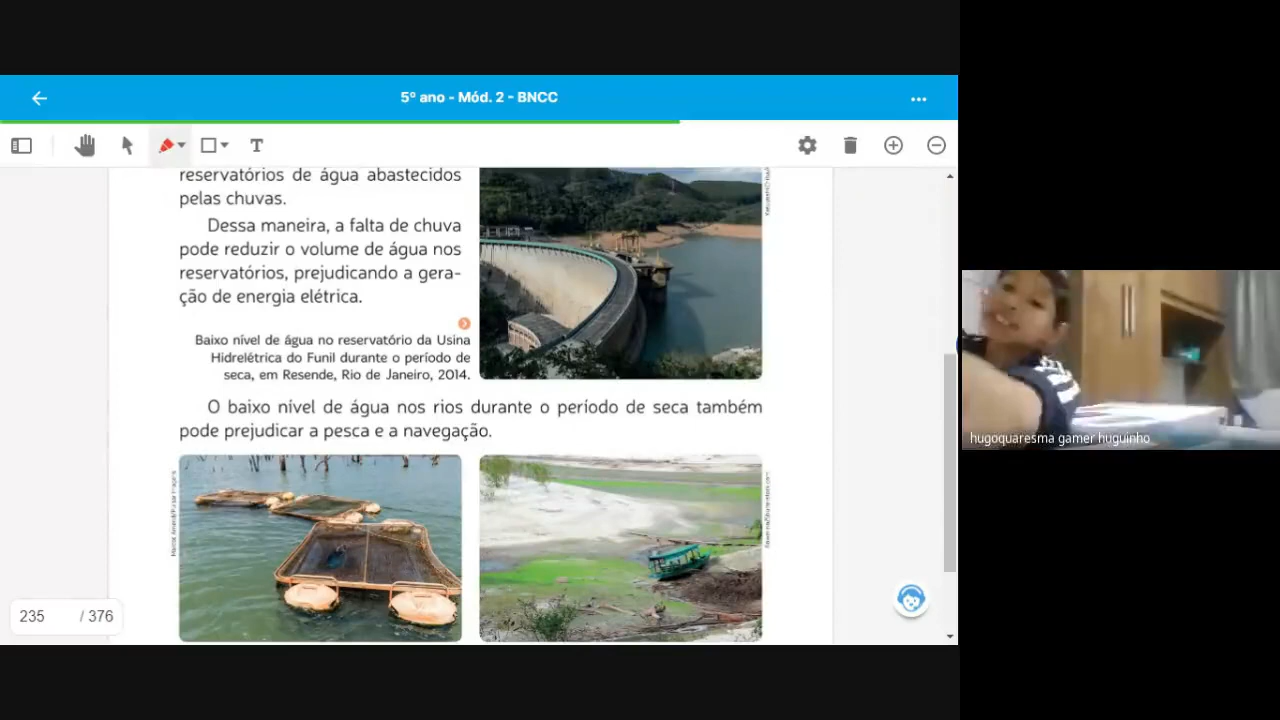 5º ano - Mód. 2 - BNCC
T
reservatórios de água abastecidos
pelas chuvas.
Dessa maneira, a falta de chuva
pode reduzir o volume de água nos
reservatórios, prejudicando a gera-
ção de energia elétrica.
Baixo nível de água no reservatório da Usina
Hidrelétrica do Funil durante o período de
seca, em Resende, Rio de Janeiro, 2014.
O baixo nível de água nos rios durante o período de seca também
pode prejudicar a pesca e a navegação.
235 / 376
hugoquaresma gamer huguinho